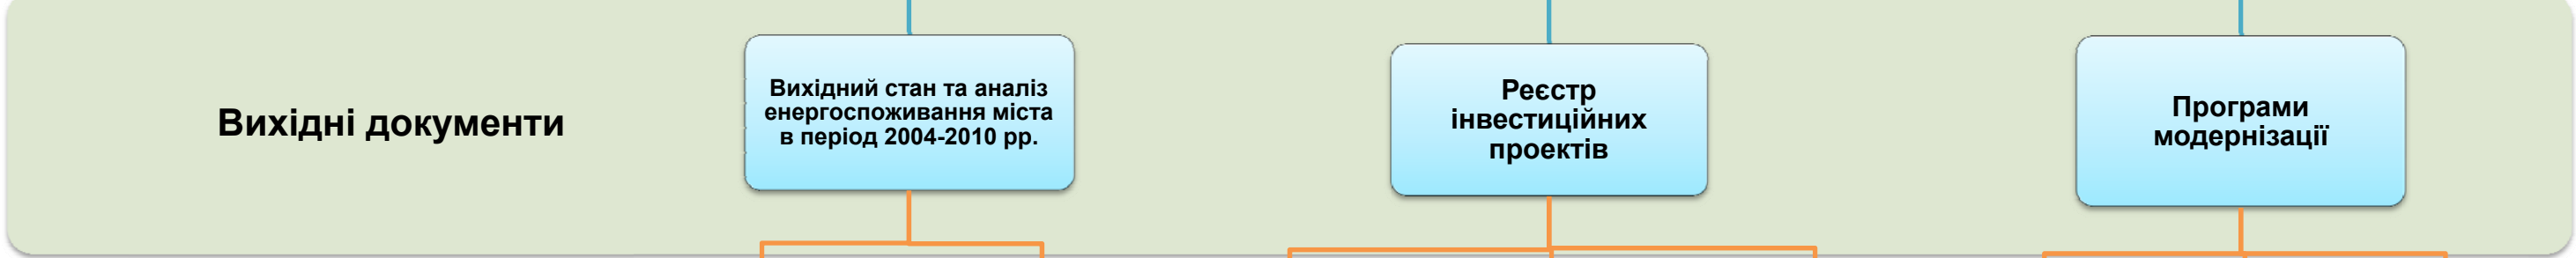 Вихідні документи
Вихідний стан та аналіз
енергоспоживання міста
в період 2004-2010 рр.
Реєстр
інвестиційних
проектів
Програми
модернізації